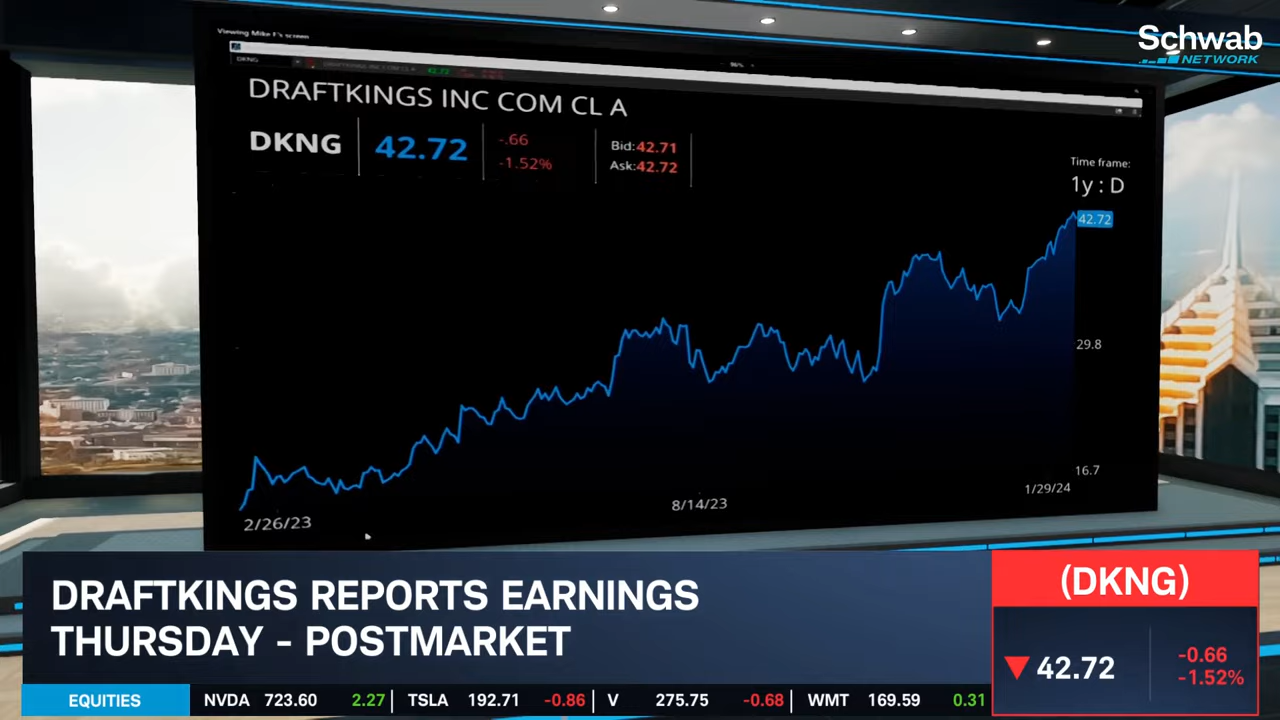 Viewing Mike F's screen
Schwab
NETWORK
DKNG
DRAFTKINGS INC COM CL A
DKNG
42.72
-.66
-1.52%
Bid:42.71
Ask:42.72
Time frame:
1y : D
42.72
29.8
16.7
2/26/23
8/14/23
1/29/24
DRAFTKINGS REPORTS EARNINGS
THURSDAY - POSTMARKET
(DKNG)
42.72
-0.66
-1.52%
EQUITIES
NVDA 723.60 2.27
TSLA 192.71 -0.86
V 275.75 -0.68
WMT 169.59 0.31